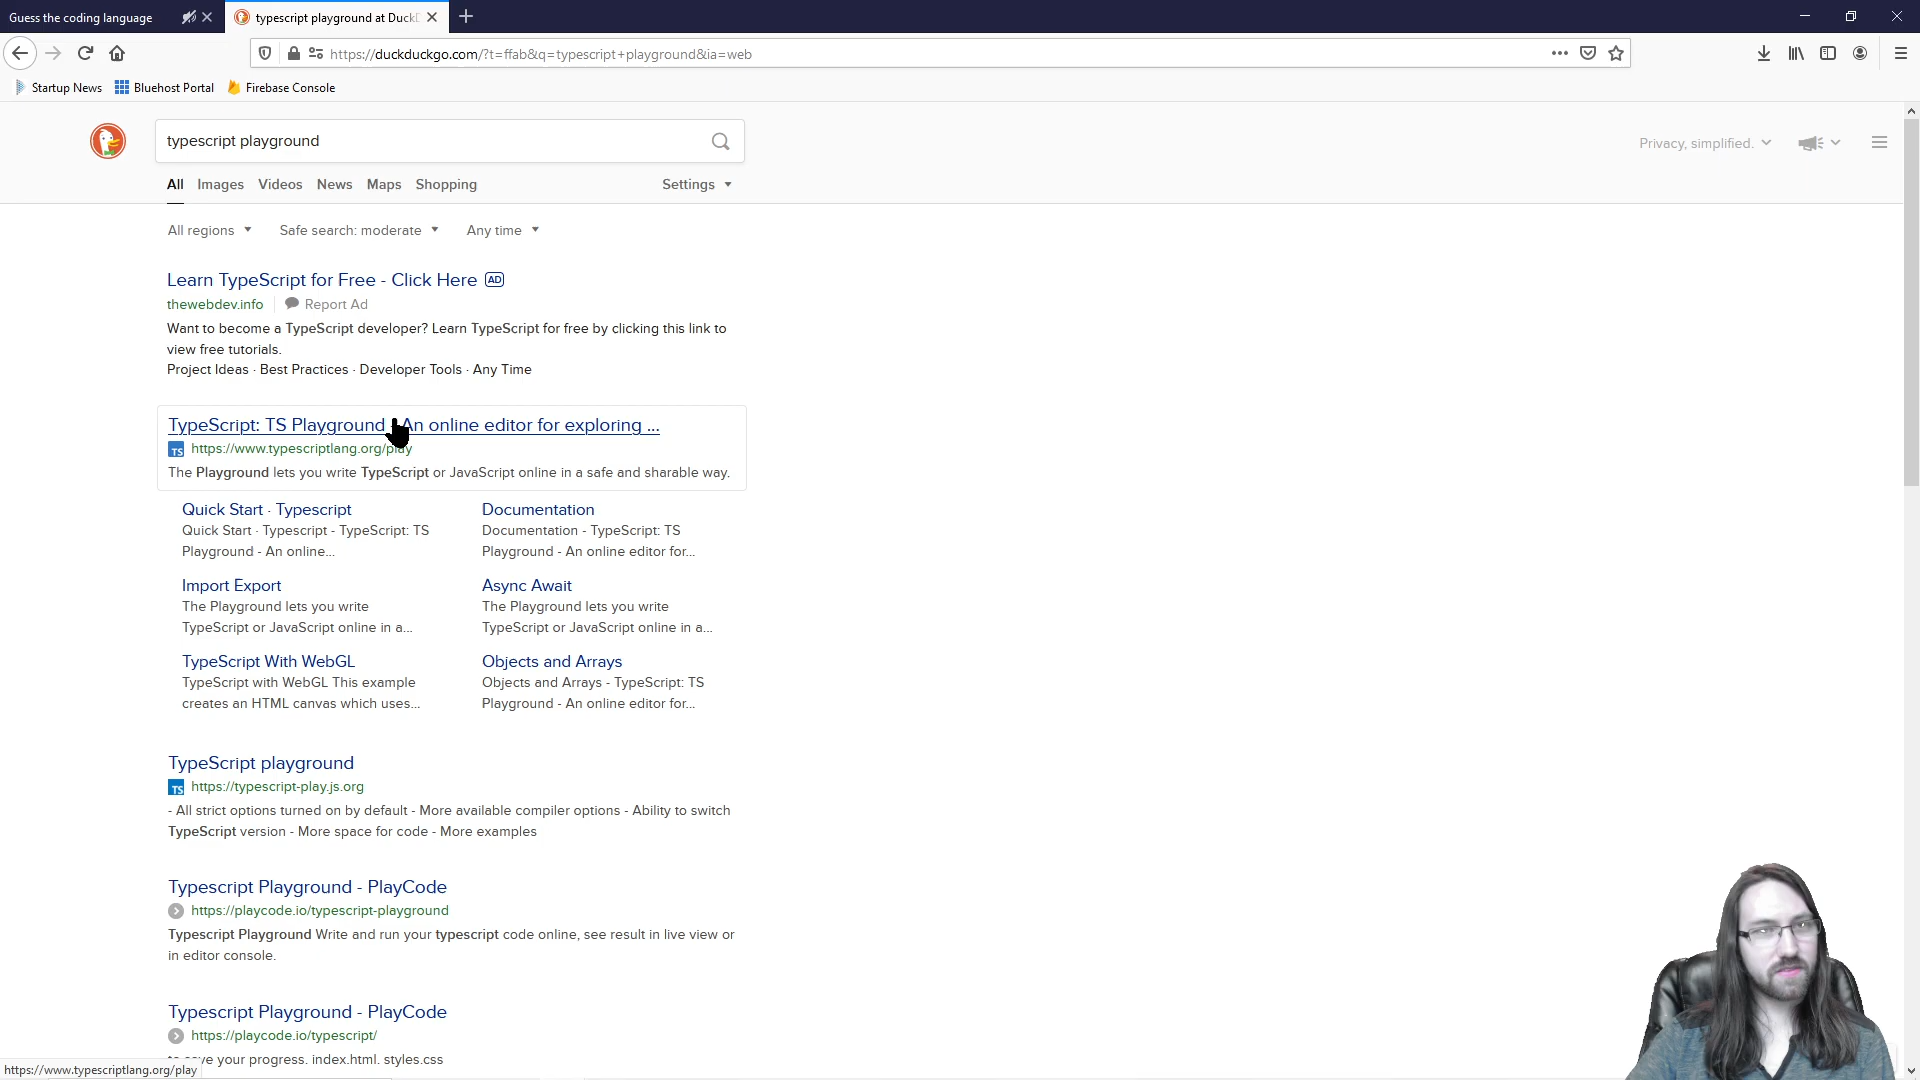 Guess the coding language
typescript playground at DuckD
https://duckduckgo.com/?t=ffab&q=typescript+playground&ia=web
Startup News
Bluehost Portal
Firebase Console
typescript playground
Privacy, simplified.
All
Images
Videos
News
Maps
Shopping
Settings
All regions
Safe search: moderate
Any time
Learn TypeScript for Free - Click Here AD
thewebdev.info
Report Ad
Want to become a TypeScript developer? Learn TypeScript for free by clicking this link to
view free tutorials.
Project Ideas · Best Practices · Developer Tools · Any Time
TypeScript: TS Playground - An online editor for exploring ...
TS https://www.typescriptlang.org/play
The Playground lets you write TypeScript or JavaScript online in a safe and sharable way.
Quick Start · Typescript
Quick Start · Typescript - TypeScript: TS
Playground - An online...
Documentation
Documentation - TypeScript: TS
Playground - An online editor for...
Import Export
The Playground lets you write
TypeScript or JavaScript online in a...
Async Await
The Playground lets you write
TypeScript or JavaScript online in a...
TypeScript With WebGL
TypeScript with WebGL This example
creates an HTML canvas which uses...
Objects and Arrays
Objects and Arrays - TypeScript: TS
Playground - An online editor for...
TypeScript playground
TS https://typescript-play.js.org
- All strict options turned on by default - More available compiler options - Ability to switch
TypeScript version - More space for code - More examples
Typescript Playground - PlayCode
https://playcode.io/typescript-playground
Typescript Playground Write and run your typescript code online, see result in live view or
in editor console.
Typescript Playground - PlayCode
https://playcode.io/typescript/
to save your progress. index.html. styles.css
https://www.typescriptlang.org/play